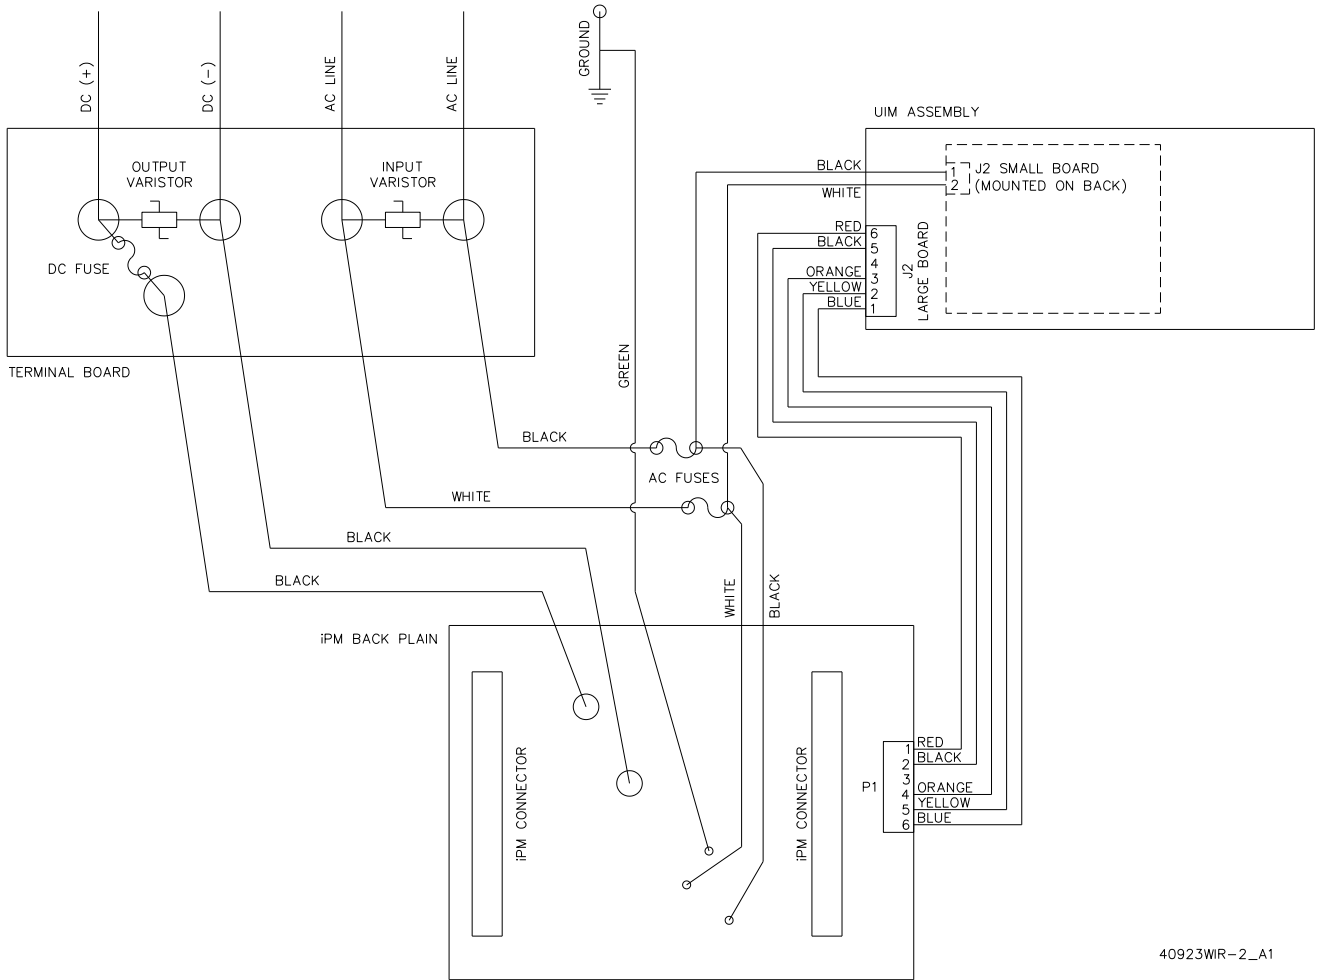 DC (+)
DC (-)
AC LINE
AC LINE
GROUND
UIM ASSEMBLY
OUTPUT
VARISTOR
INPUT
VARISTOR
BLACK
WHITE
1
2
J2 SMALL BOARD
(MOUNTED ON BACK)
RED
BLACK
ORANGE
YELLOW
BLUE
6
5
4
3
2
1
J2
LARGE BOARD
DC FUSE
TERMINAL BOARD
GREEN
BLACK
AC FUSES
WHITE
BLACK
BLACK
WHITE
BLACK
iPM BACK PLAIN
iPM CONNECTOR
iPM CONNECTOR
P1
1
2
3
4
5
6
RED
BLACK
ORANGE
YELLOW
BLUE
40923WIR-2_A1